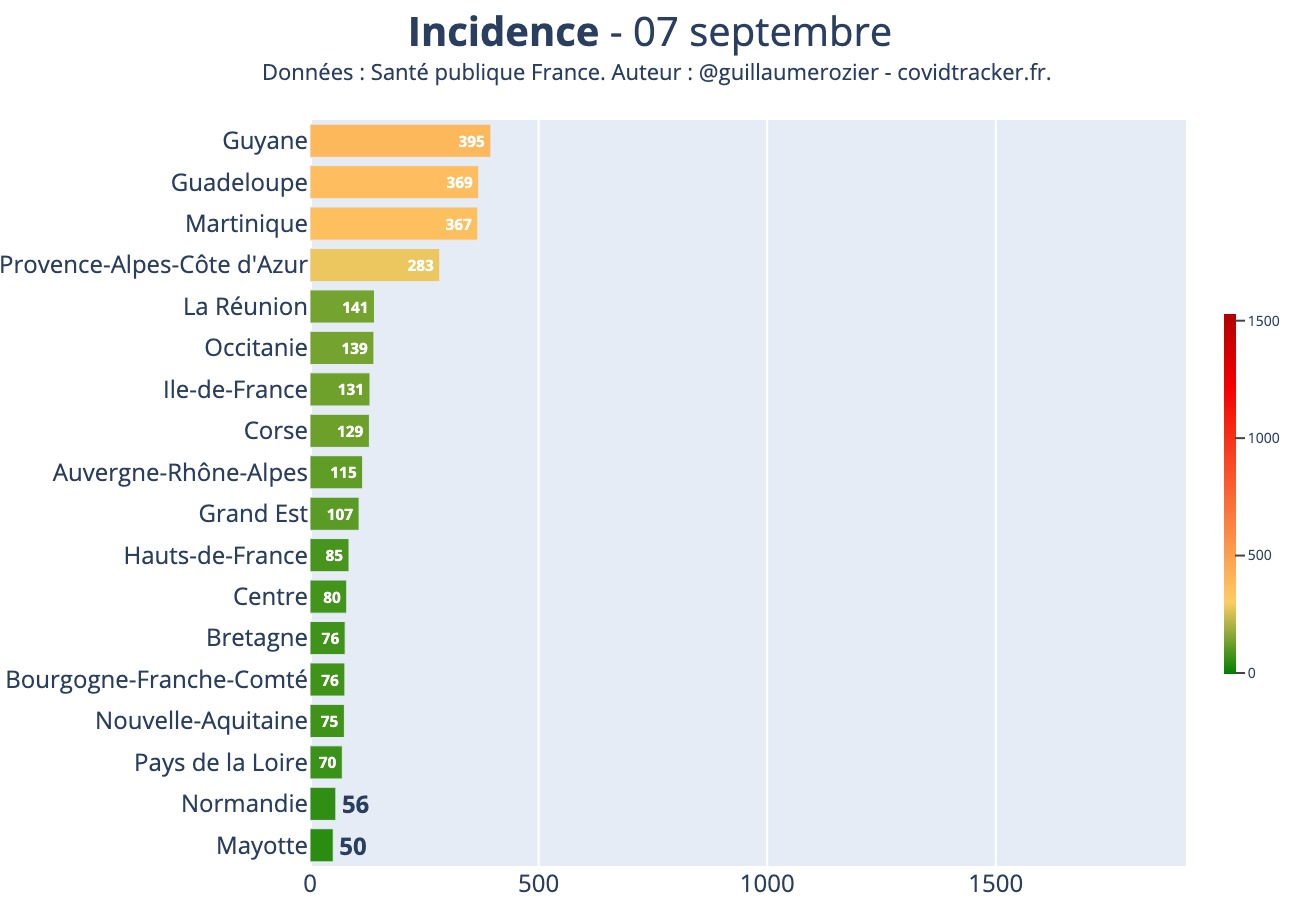 Incidence - 07 septembre
Données : Santé publique France. Auteur : @guillaumerozier - covidtracker.fr.
Guyane 395
Guadeloupe 369
Martinique 367
Provence-Alpes-Côte d'Azur 283
La Réunion 141
Occitanie 139
Ile-de-France 131
Corse 129
Auvergne-Rhône-Alpes 115
Grand Est 107
Hauts-de-France 85
Centre 80
Bretagne 76
Bourgogne-Franche-Comté 76
Nouvelle-Aquitaine 75
Pays de la Loire 70
Normandie 56
Mayotte 50
0 500 1000 1500
1500
1000
500
0